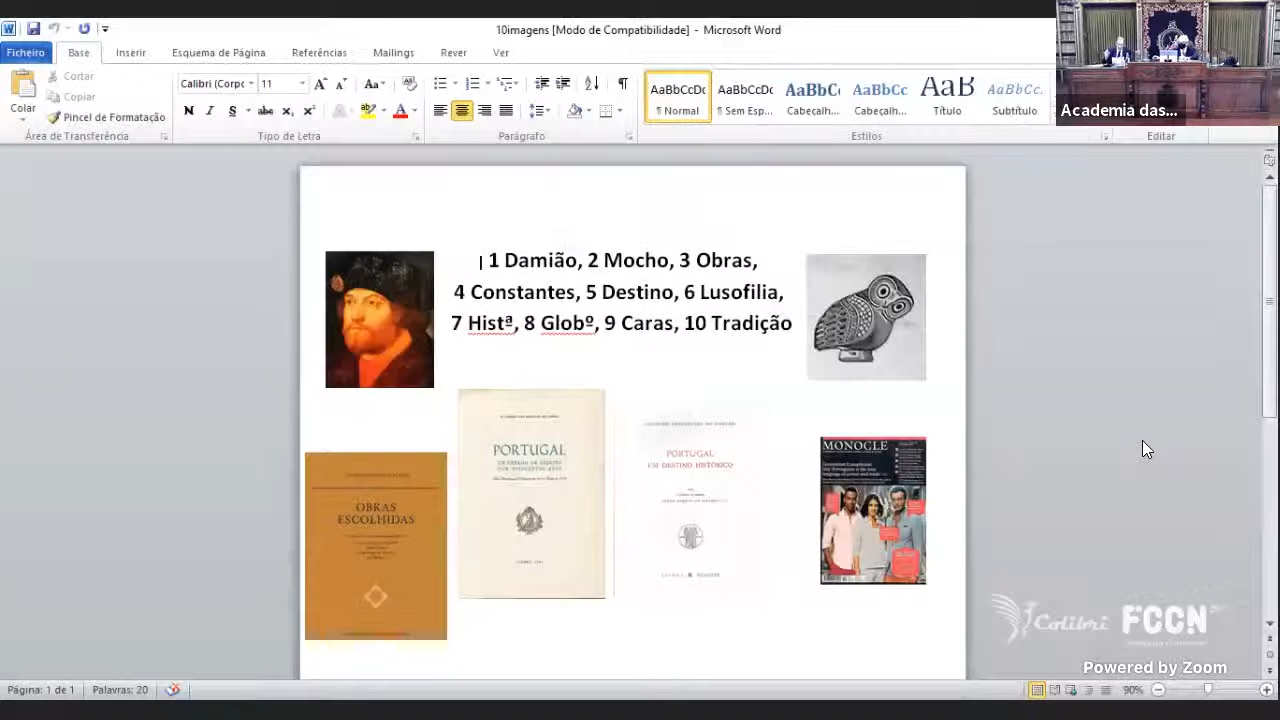 10imagens [Modo de Compatibilidade] - Microsoft Word
Ficheiro Base Inserir Esquema de Página Referências Mailings Rever Ver
Cortar
Copiar
Colar
Pincel de Formatação
Calibri (Corpo 11
AaBbCcDc AaBbCcDc AaBbC AaBbCc AaB AaBbCc.
¶ Normal ¶ Sem Esp... Cabeçalh... Cabeçalh... Título Subtítulo
Área de Transferência Tipo de Letra Parágrafo Estilos Editar
Academia das...
1 Damião, 2 Mocho, 3 Obras,
4 Constantes, 5 Destino, 6 Lusofilia,
7 Histª, 8 Globº, 9 Caras, 10 Tradição
PORTUGAL
PORTUGAL
UM DESTINO HISTÓRICO
MONOCLE
OBRAS
ESCOLHIDAS
Colibri FCCN
Powered by Zoom
Página: 1 de 1 Palavras: 20 90%